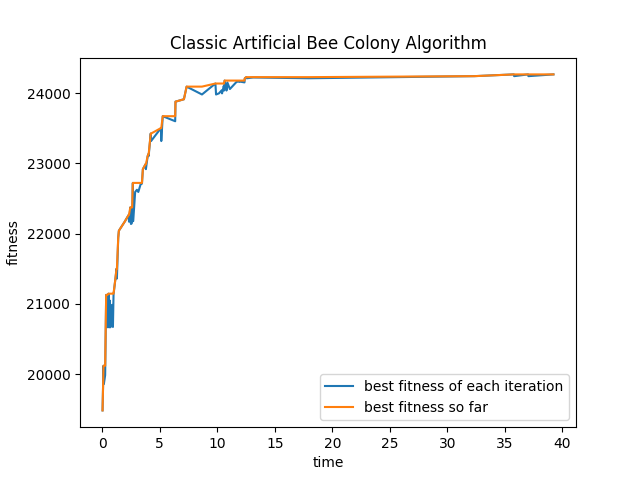 Classic Artificial Bee Colony Algorithm
fitness
24000
23000
22000
21000
20000
best fitness of each iteration
best fitness so far
0 5 10 15 20 25 30 35 40
time